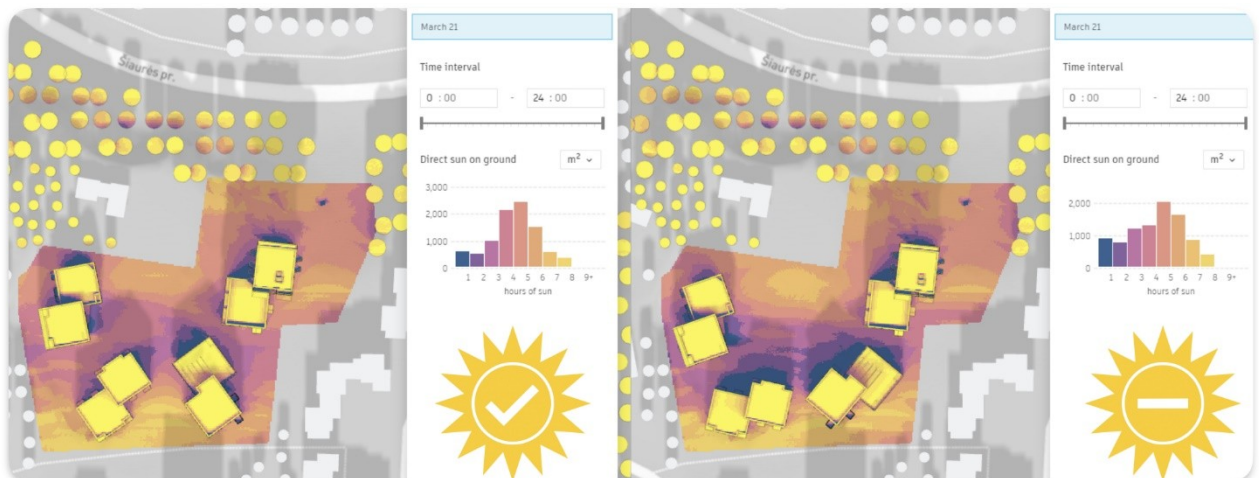 Šiaurės pr.
March 21
Time interval
0 : 00 - 24 : 00
Direct sun on ground m²
3,000
2,000
1,000
0
1 2 3 4 5 6 7 8 9+
hours of sun
Šiaurės pr.
March 21
Time interval
0 : 00 - 24 : 00
Direct sun on ground m²
2,000
1,000
0
1 2 3 4 5 6 7 8 9+
hours of sun